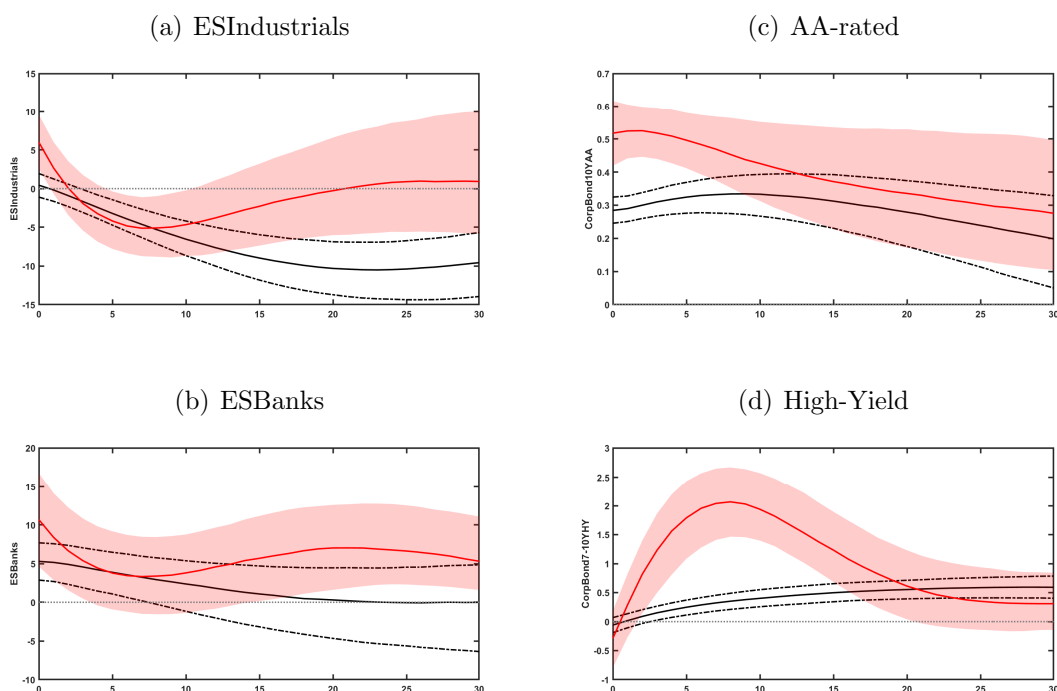 (a) ESIndustrials
ESIndustrials
15
10
5
0
-5
-10
-15
0 5 10 15 20 25 30
(c) AA-rated
CorpBond10YAA
0.7
0.6
0.5
0.4
0.3
0.2
0.1
0
0 5 10 15 20 25 30
(b) ESBanks
ESBanks
20
15
10
5
0
-5
-10
0 5 10 15 20 25 30
(d) High-Yield
CorpBond7-10YHY
3
2.5
2
1.5
1
0.5
0
-0.5
-1
0 5 10 15 20 25 30